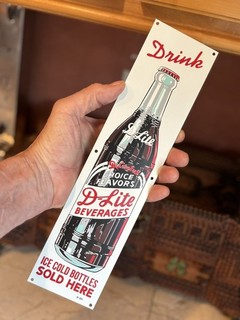 Drink
D-Lite
CHOICE
FLAVORS
D-Lite
BEVERAGES
ICE COLD BOTTLES
SOLD HERE